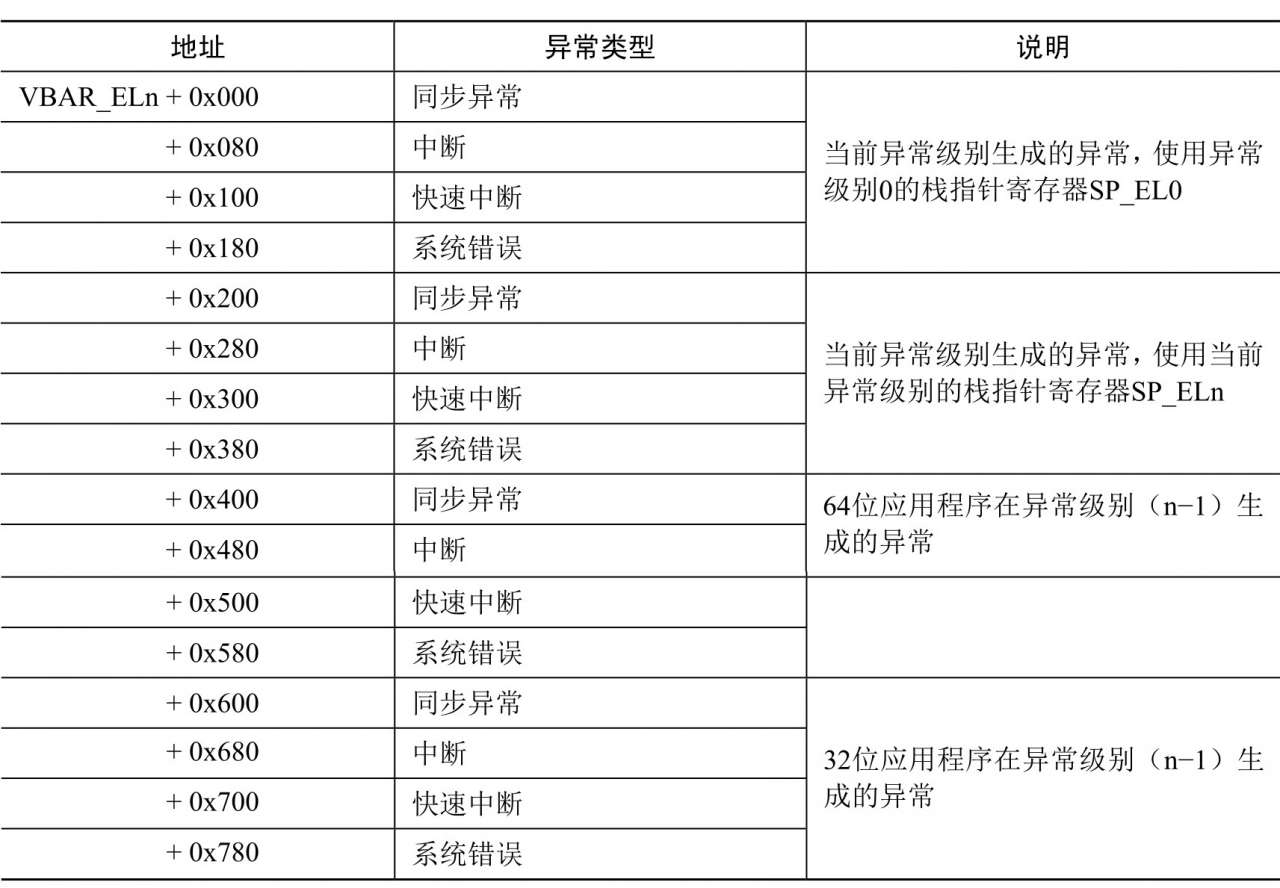 地址 异常类型 说明
VBAR_ELn + 0x000 同步异常
+ 0x080 中断
当前异常级别生成的异常，使用异常
级别0的栈指针寄存器SP_EL0
+ 0x100 快速中断
+ 0x180 系统错误
+ 0x200 同步异常
+ 0x280 中断
当前异常级别生成的异常，使用当前
异常级别的栈指针寄存器SP_ELn
+ 0x300 快速中断
+ 0x380 系统错误
+ 0x400 同步异常
64位应用程序在异常级别（n−1）生
成的异常
+ 0x480 中断
+ 0x500 快速中断
+ 0x580 系统错误
+ 0x600 同步异常
+ 0x680 中断
32位应用程序在异常级别（n−1）生
成的异常
+ 0x700 快速中断
+ 0x780 系统错误